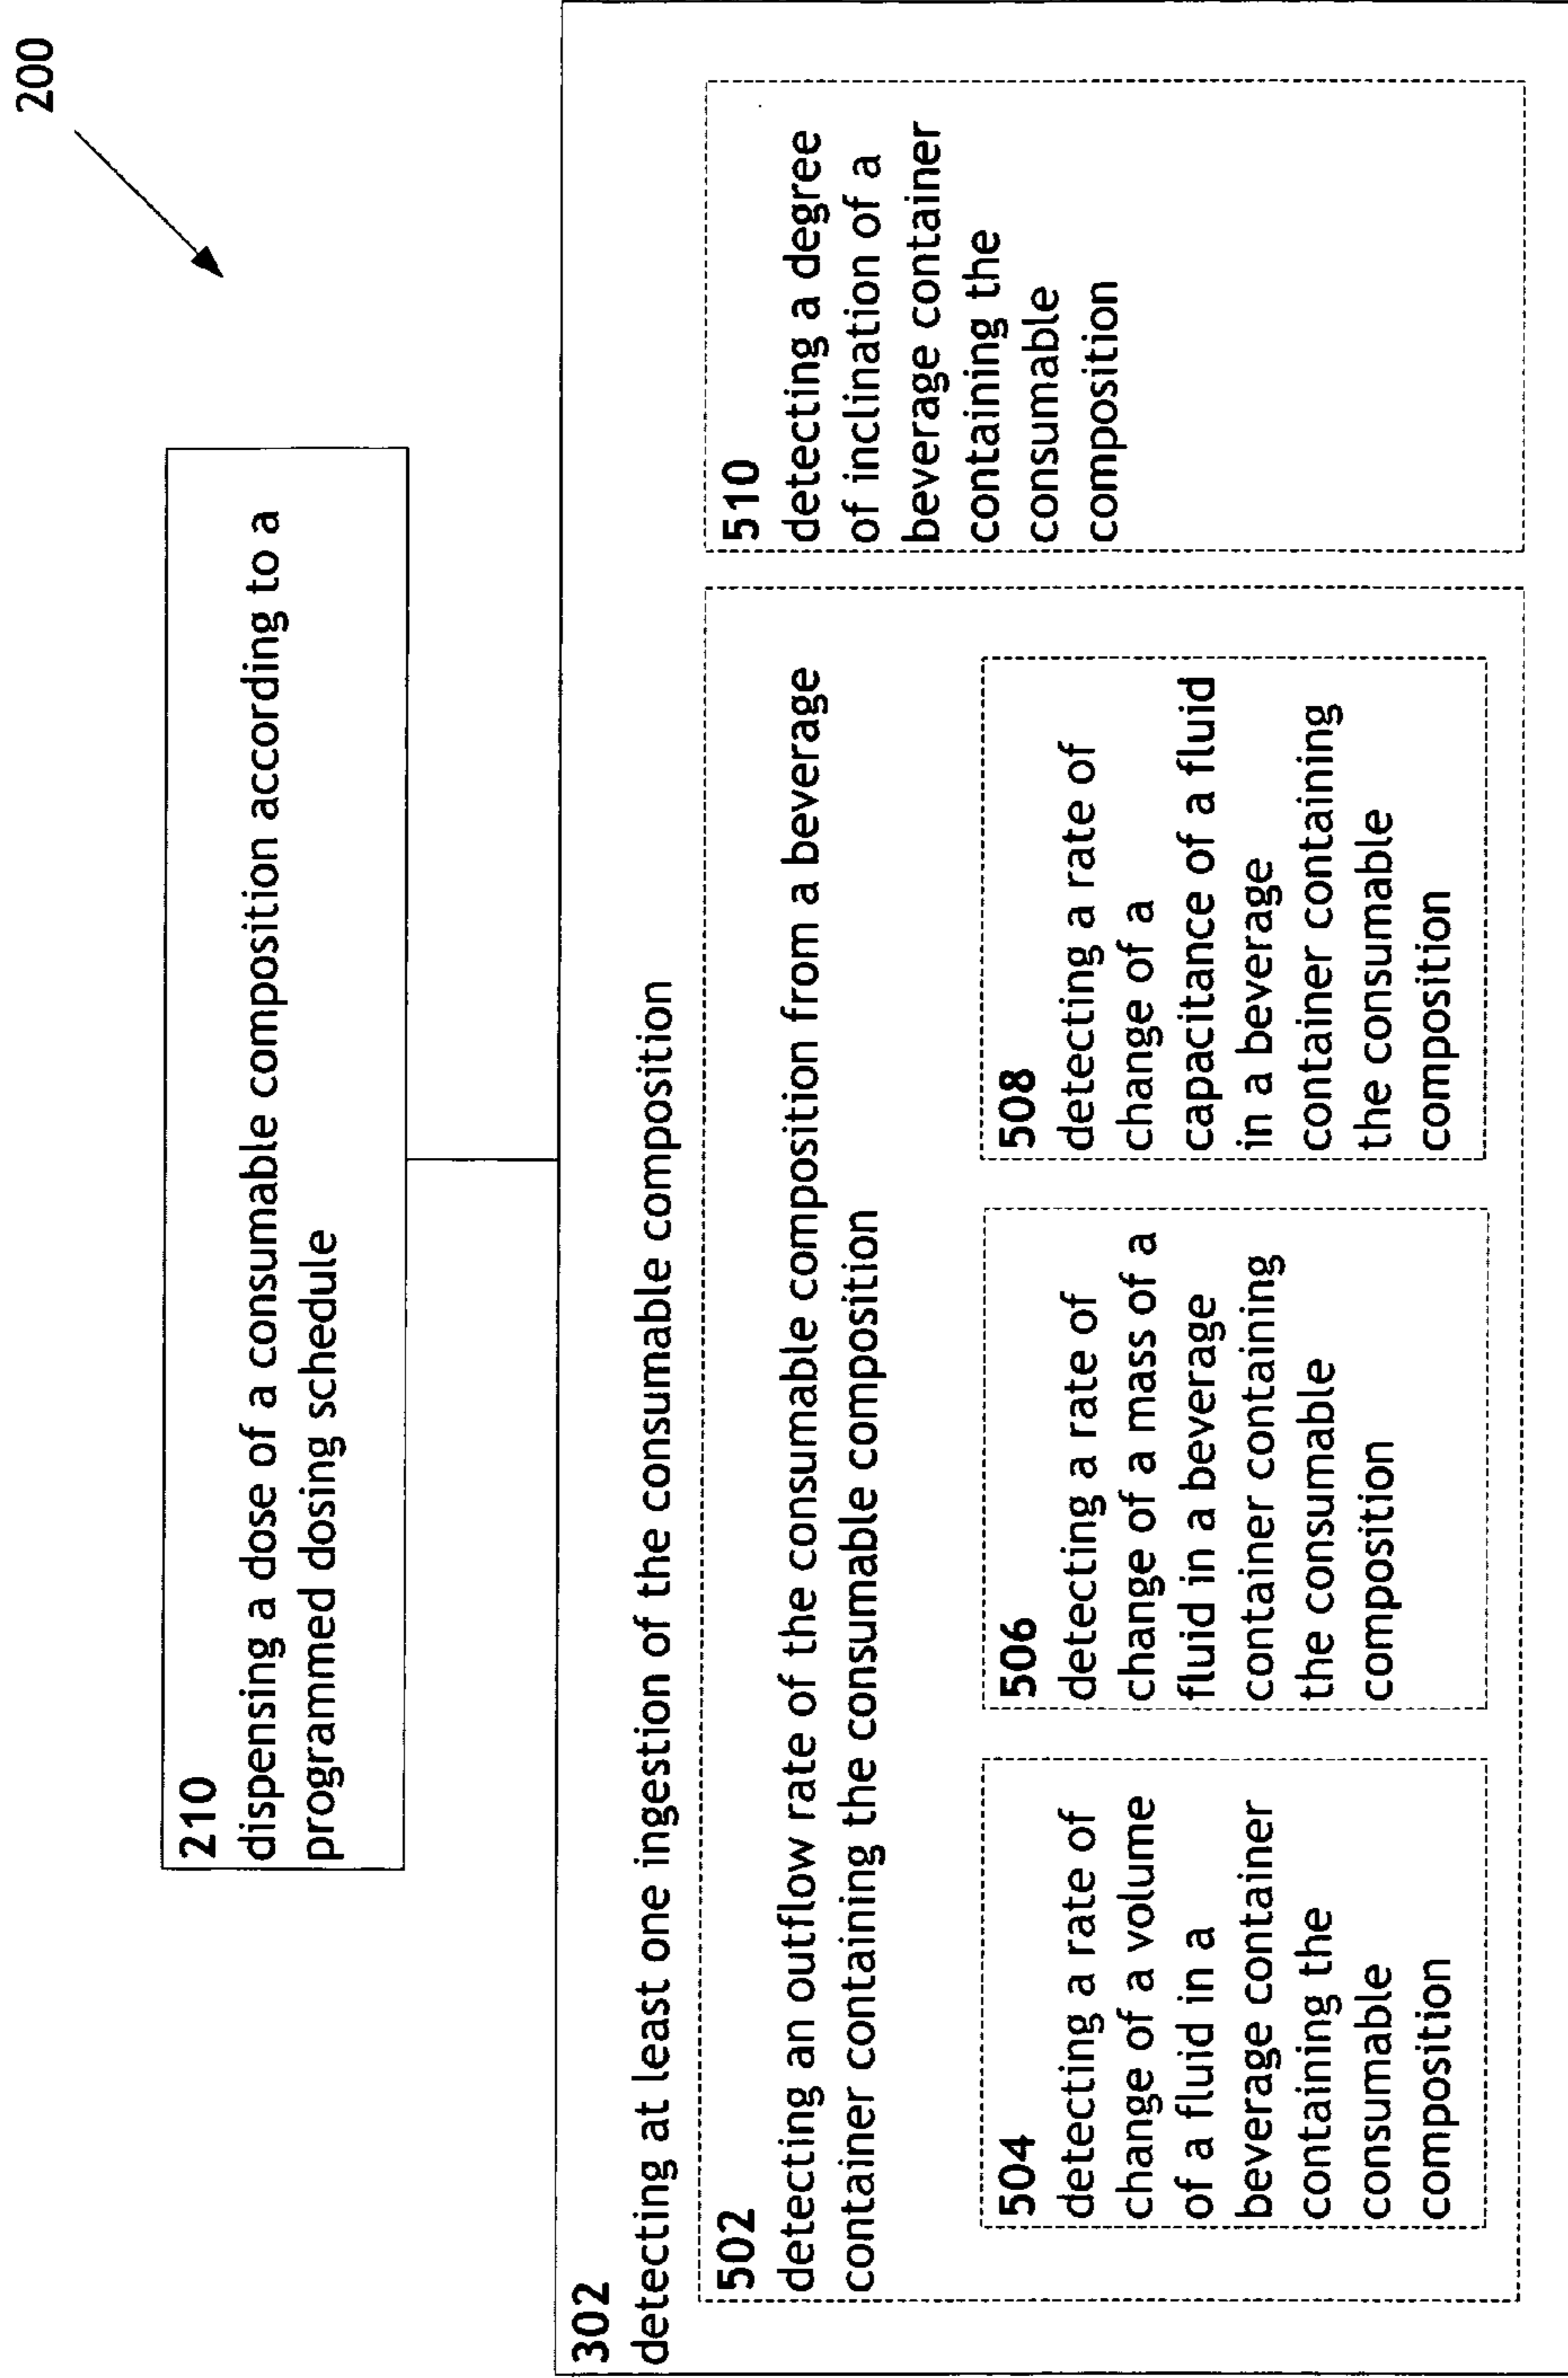 200
210
dispensing a dose of a consumable composition according to a
programmed dosing schedule
302
detecting at least one ingestion of the consumable composition
502
detecting an outflow rate of the consumable composition from a beverage
container containing the consumable composition
504
detecting a rate of
change of a volume
of a fluid in a
beverage container
containing the
consumable
composition
506
detecting a rate of
change of a mass of a
fluid in a beverage
container containing
the consumable
composition
508
detecting a rate of
change of a
capacitance of a fluid
in a beverage
container containing
the consumable
composition
510
detecting a degree
of inclination of a
beverage container
containing the
consumable
composition